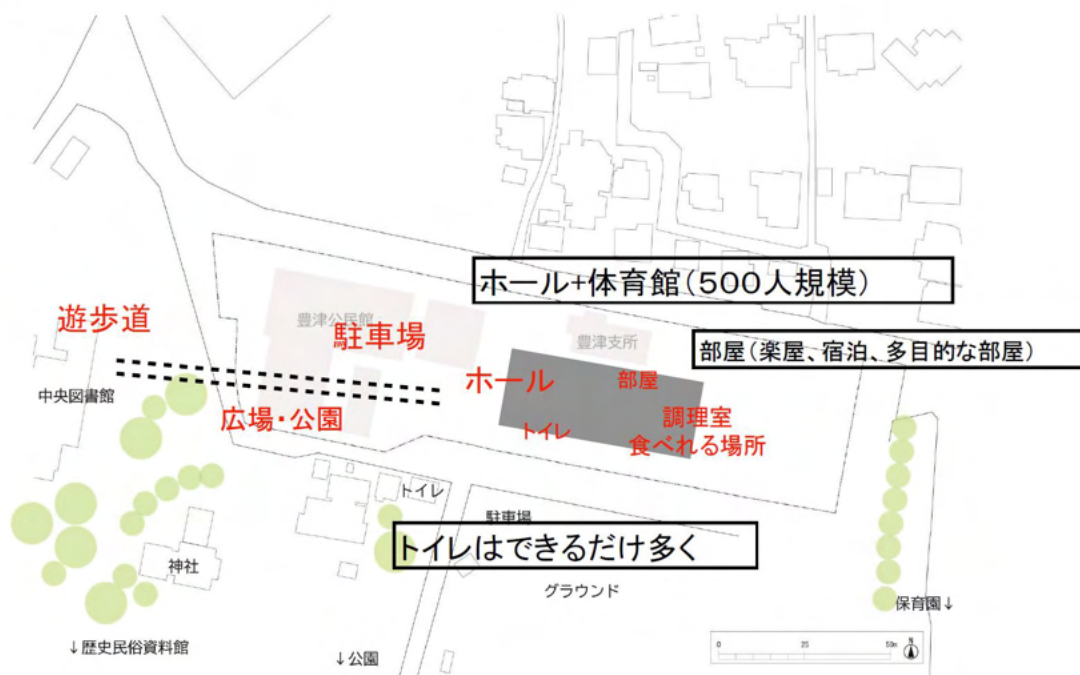 ホール+体育館(500人規模)
遊歩道
豊津公民館
駐車場
豊津支所
部屋(楽屋、宿泊、多目的な部屋)
ホール
部屋
中央図書館
広場・公園
トイレ
調理室
食べれる場所
トイレ
駐車場
トイレはできるだけ多く
神社
グラウンド
保育園↓
↓歴史民俗資料館
↓公園
0 25 50m
N